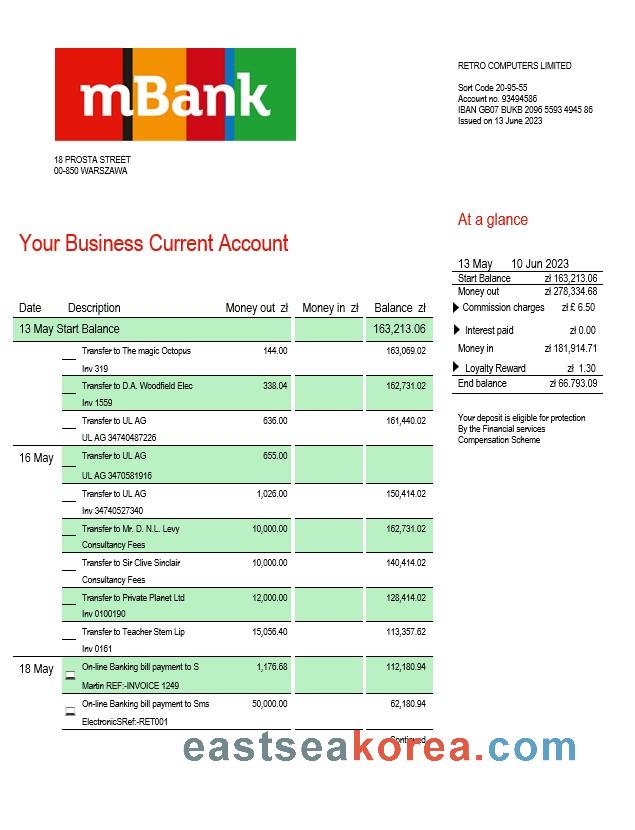 mBank
18 PROSTA STREET
00-850 WARSZAWA
RETRO COMPUTERS LIMITED
Sort Code 20-95-55
Account no. 93494586
IBAN GB07 BUKB 2096 5593 4945 86
Issued on 13 June 2023
At a glance
13 May 10 Jun 2023
Start Balance zł 163,213.06
Money out zł 278,334.68
Commission charges zł £ 6.50
Interest paid zł 0.00
Money in zł 181,914.71
Loyalty Reward zł 1.30
End balance zł 66.793.09
Your deposit is eligible for protection
By the Financial services
Compensation Scheme
Your Business Current Account
Date Description Money out zł Money in zł Balance zł
13 May Start Balance 163,213.06
Transfer to The magic Octopus 144.00 163,069.02
Inv 319
Transfer to D.A. Woodfield Elec 338.04 162,731.02
Inv 1559
Transfer to UL AG 636.00 161,440.02
UL AG 34740487226
16 May Transfer to UL AG 655.00
UL AG 3470581916
Transfer to UL AG 1,026.00 150,414.02
Inv 34740527340
Transfer to Mr. D. N.L. Levy 10,000.00 162,731.02
Consultancy Fees
Transfer to Sir Clive Sinclair 10,000.00 140,414.02
Consultancy Fees
Transfer to Private Planet Ltd 12,000.00 128,414.02
Inv 0100190
Transfer to Teacher Stem Lip 15,056.40 113,357.62
Inv 0161
18 May On-line Banking bill payment to S 1,176.68 112,180.94
Martin REF:-INVOICE 1249
On-line Banking bill payment to Sms 50,000.00 62,180.94
ElectronicSRef:-RET001
Continued
eastseakorea.com